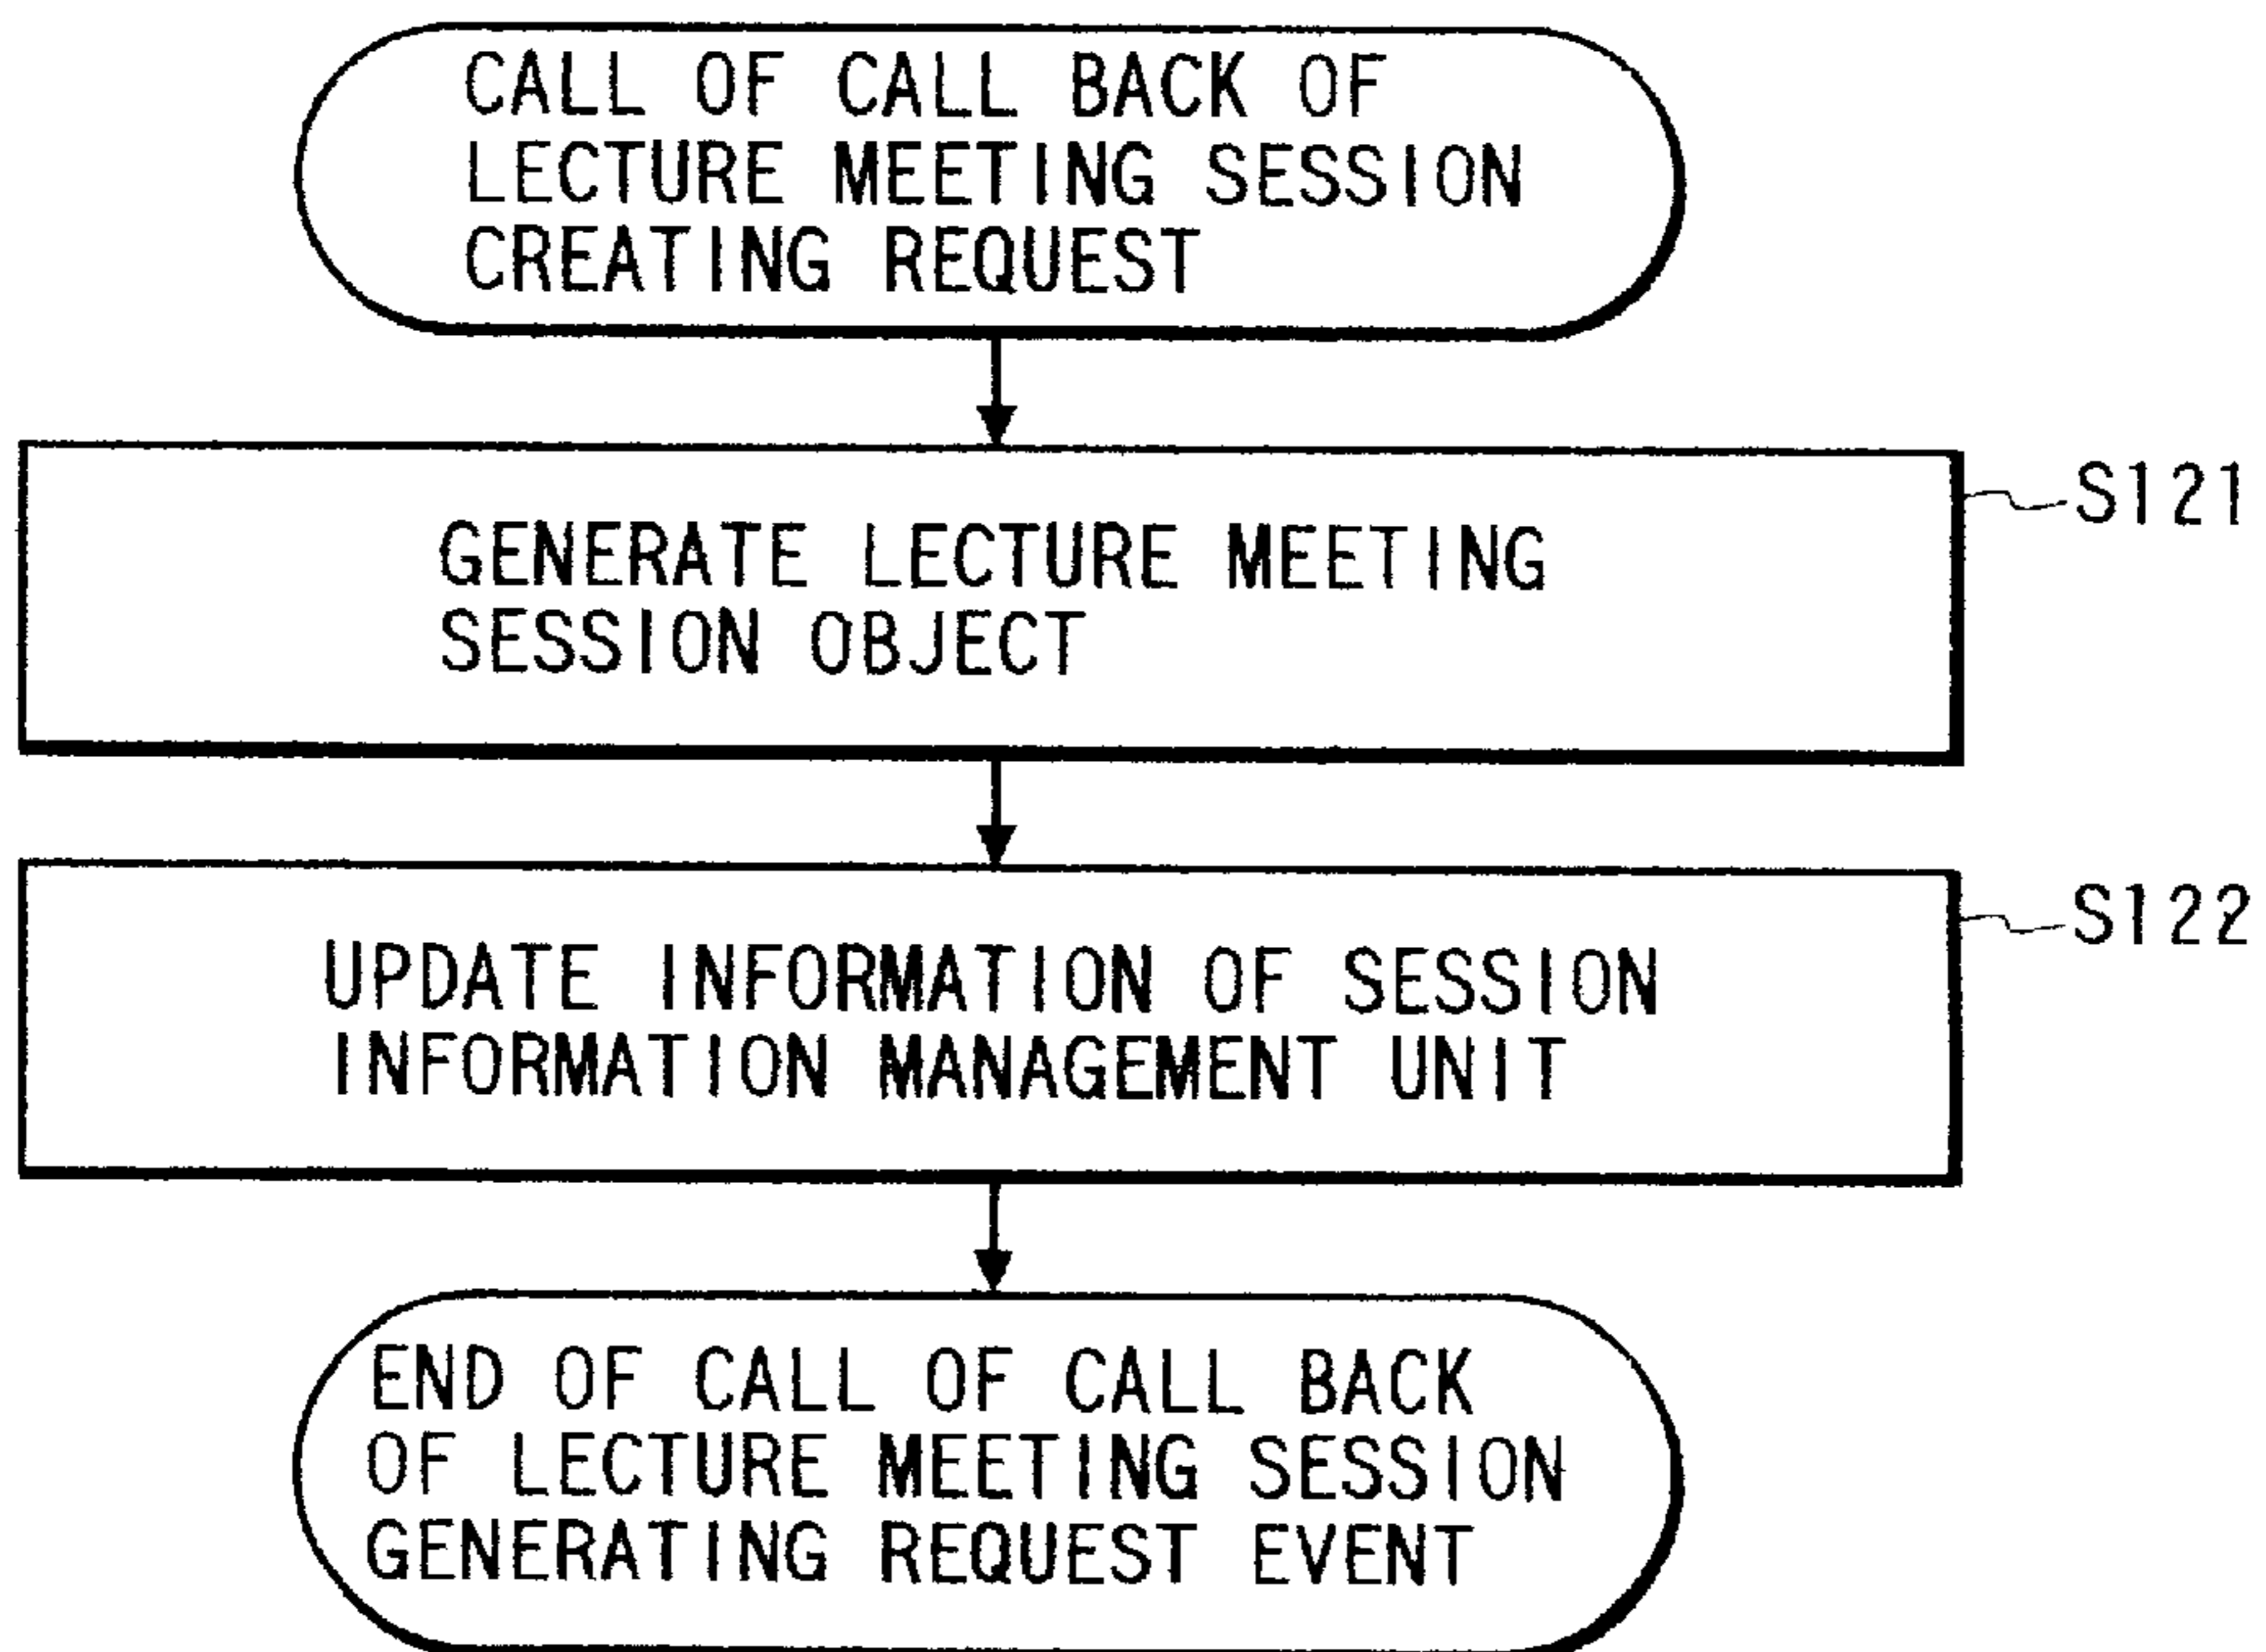 CALL OF CALL BACK OF
LECTURE MEETING SESSION
CREATING REQUEST
S121
GENERATE LECTURE MEETING
SESSION OBJECT
S122
UPDATE INFORMATION OF SESSION
INFORMATION MANAGEMENT UNIT
END OF CALL OF CALL BACK
OF LECTURE MEETING SESSION
GENERATING REQUEST EVENT